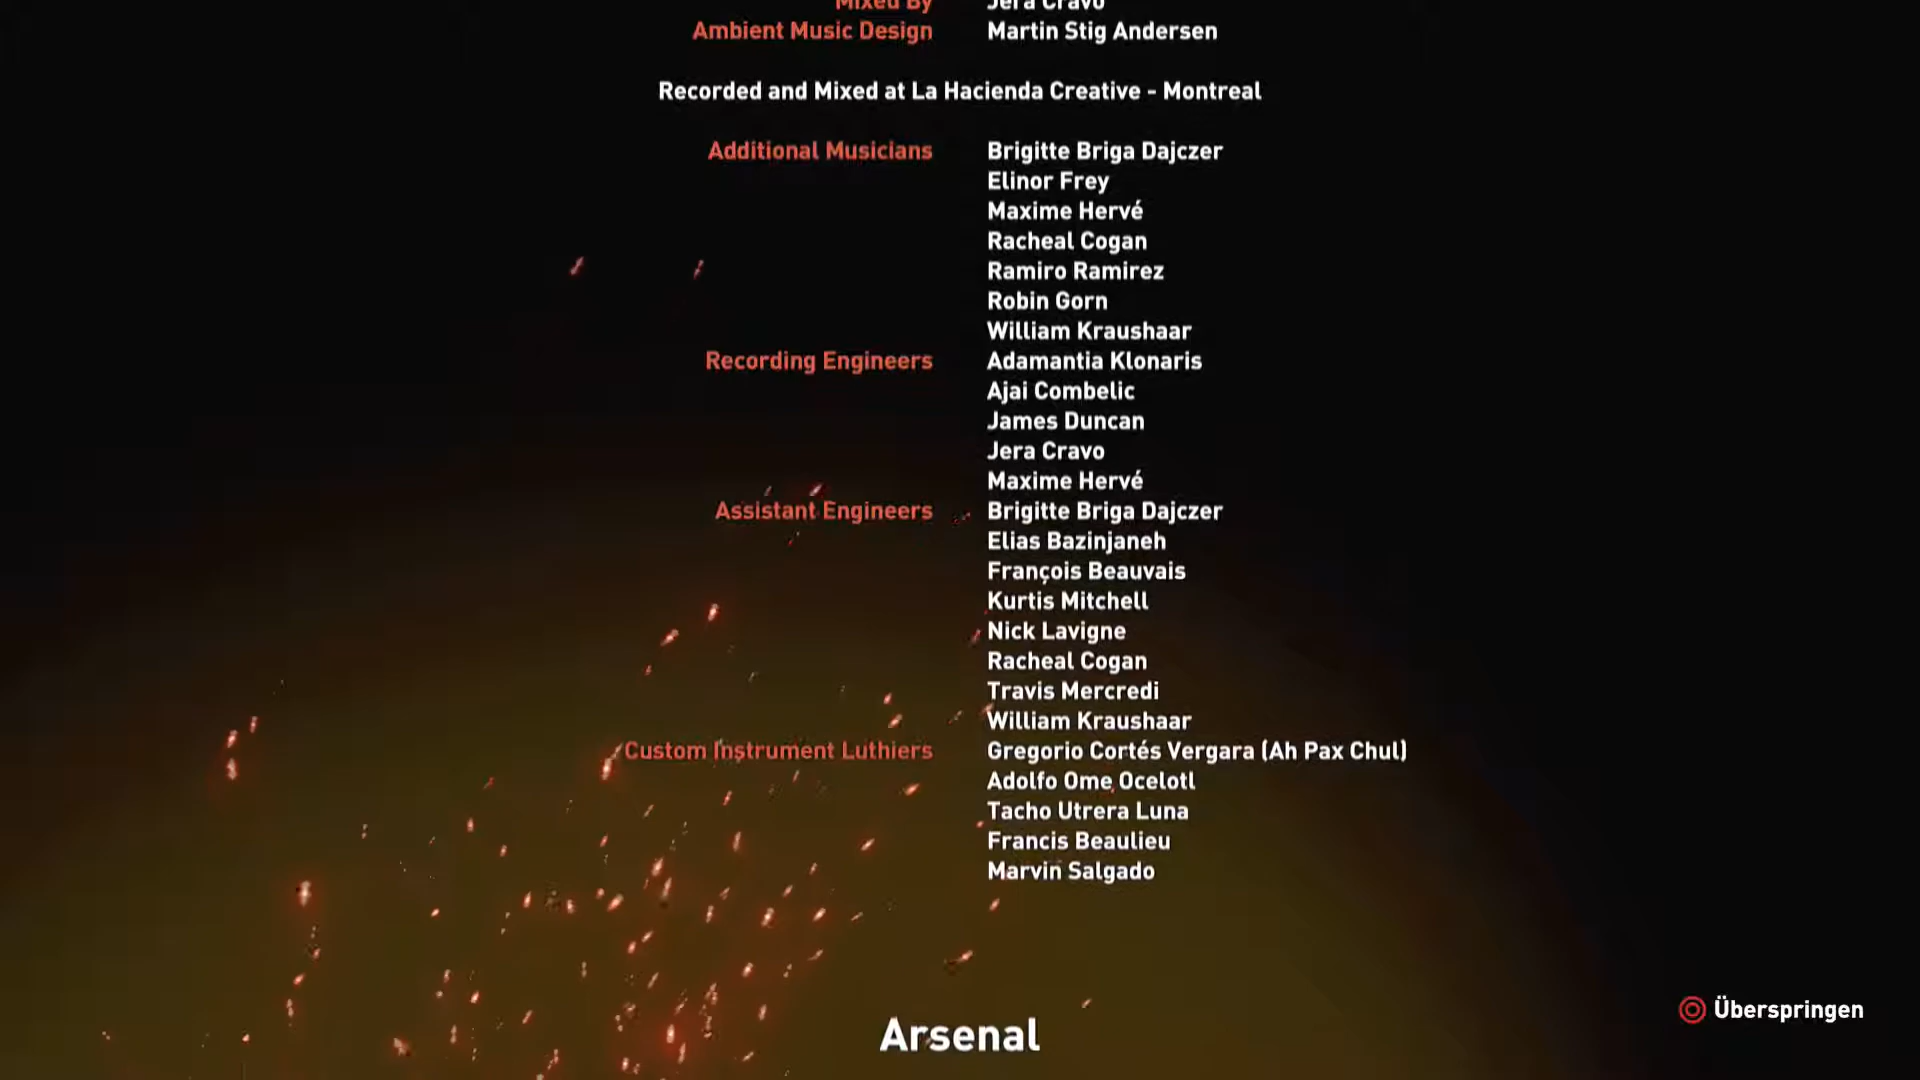 Mixed By Jera Cravo
Ambient Music Design Martin Stig Andersen
Recorded and Mixed at La Hacienda Creative - Montreal
Additional Musicians Brigitte Briga Dajczer
Elinor Frey
Maxime Hervé
Racheal Cogan
Ramiro Ramirez
Robin Gorn
William Kraushaar
Recording Engineers Adamantia Klonaris
Ajai Combelic
James Duncan
Jera Cravo
Maxime Hervé
Assistant Engineers Brigitte Briga Dajczer
Elias Bazinjaneh
François Beauvais
Kurtis Mitchell
Nick Lavigne
Racheal Cogan
Travis Mercredi
William Kraushaar
Custom Instrument Luthiers Gregorio Cortés Vergara (Ah Pax Chul)
Adolfo Ome Ocelotl
Tacho Utrera Luna
Francis Beaulieu
Marvin Salgado
Überspringen
Arsenal